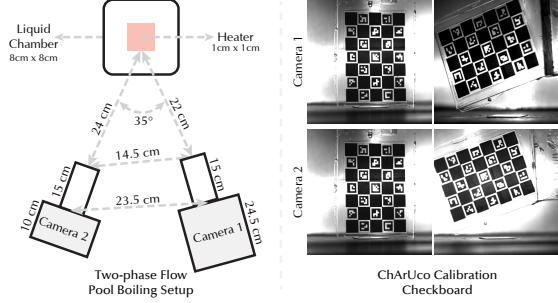 Liquid
Chamber
8cm x 8cm
Heater
1cm x 1cm
24 cm
22 cm
35°
14.5 cm
15 cm
15 cm
23.5 cm
10 cm
24.5 cm
Camera 2
Camera 1
Two-phase Flow
Pool Boiling Setup
Camera 1
Camera 2
ChArUco Calibration
Checkboard